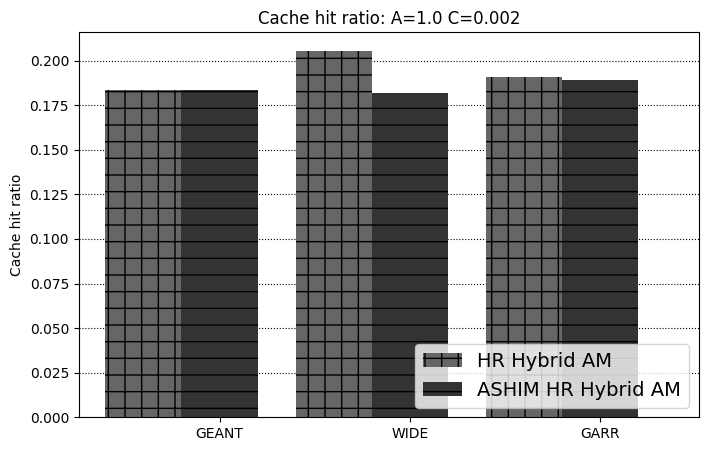 Cache hit ratio: A=1.0 C=0.002
Cache hit ratio
0.200
0.175
0.150
0.125
0.100
0.075
0.050
0.025
0.000
GEANT
WIDE
GARR
HR Hybrid AM
ASHIM HR Hybrid AM